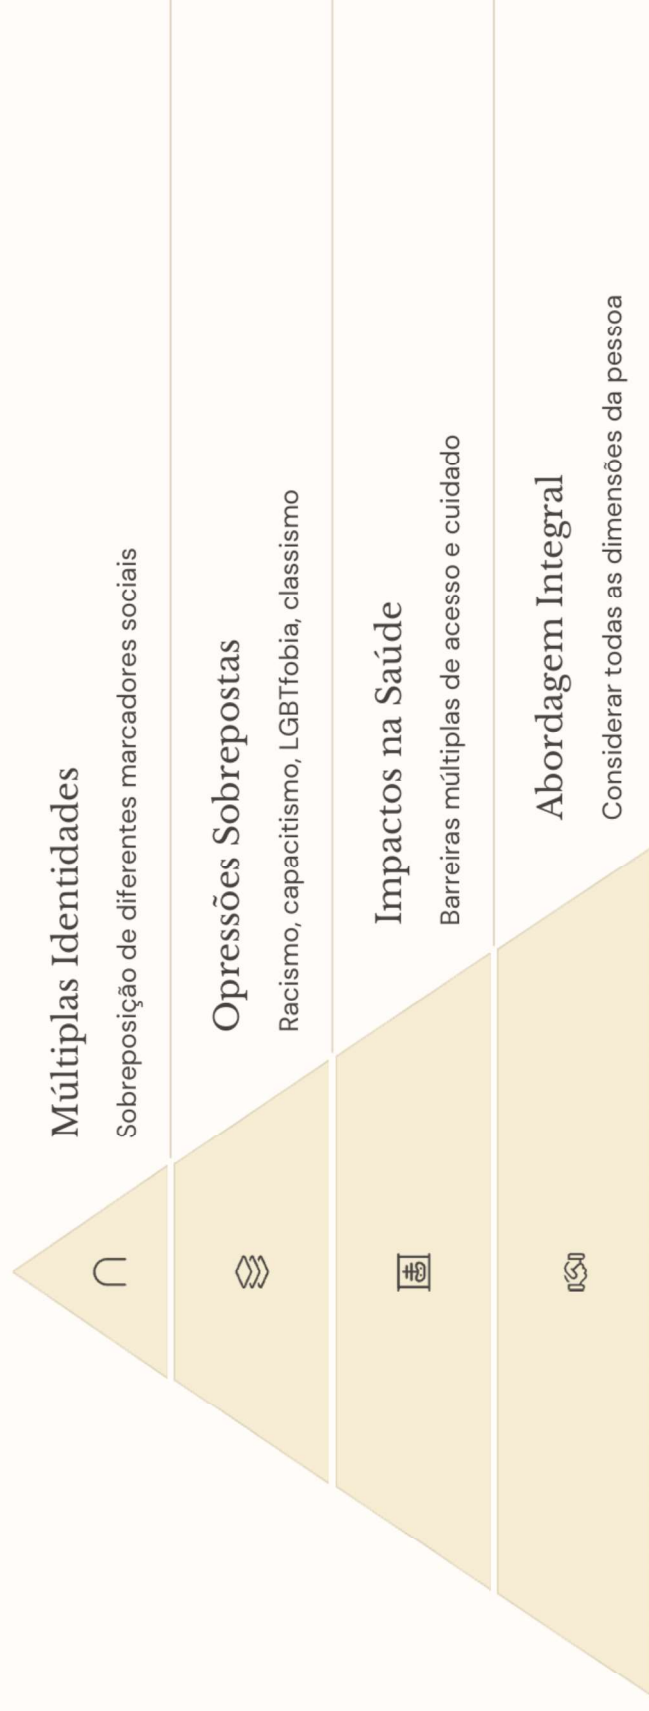 Múltiplas Identidades
Sobreposição de diferentes marcadores sociais
Opressões Sobrepostas
Racismo, capacitismo, LGBTfobia, classismo
Impactos na Saúde
Barreiras múltiplas de acesso e cuidado
Abordagem Integral
Considerar todas as dimensões da pessoa